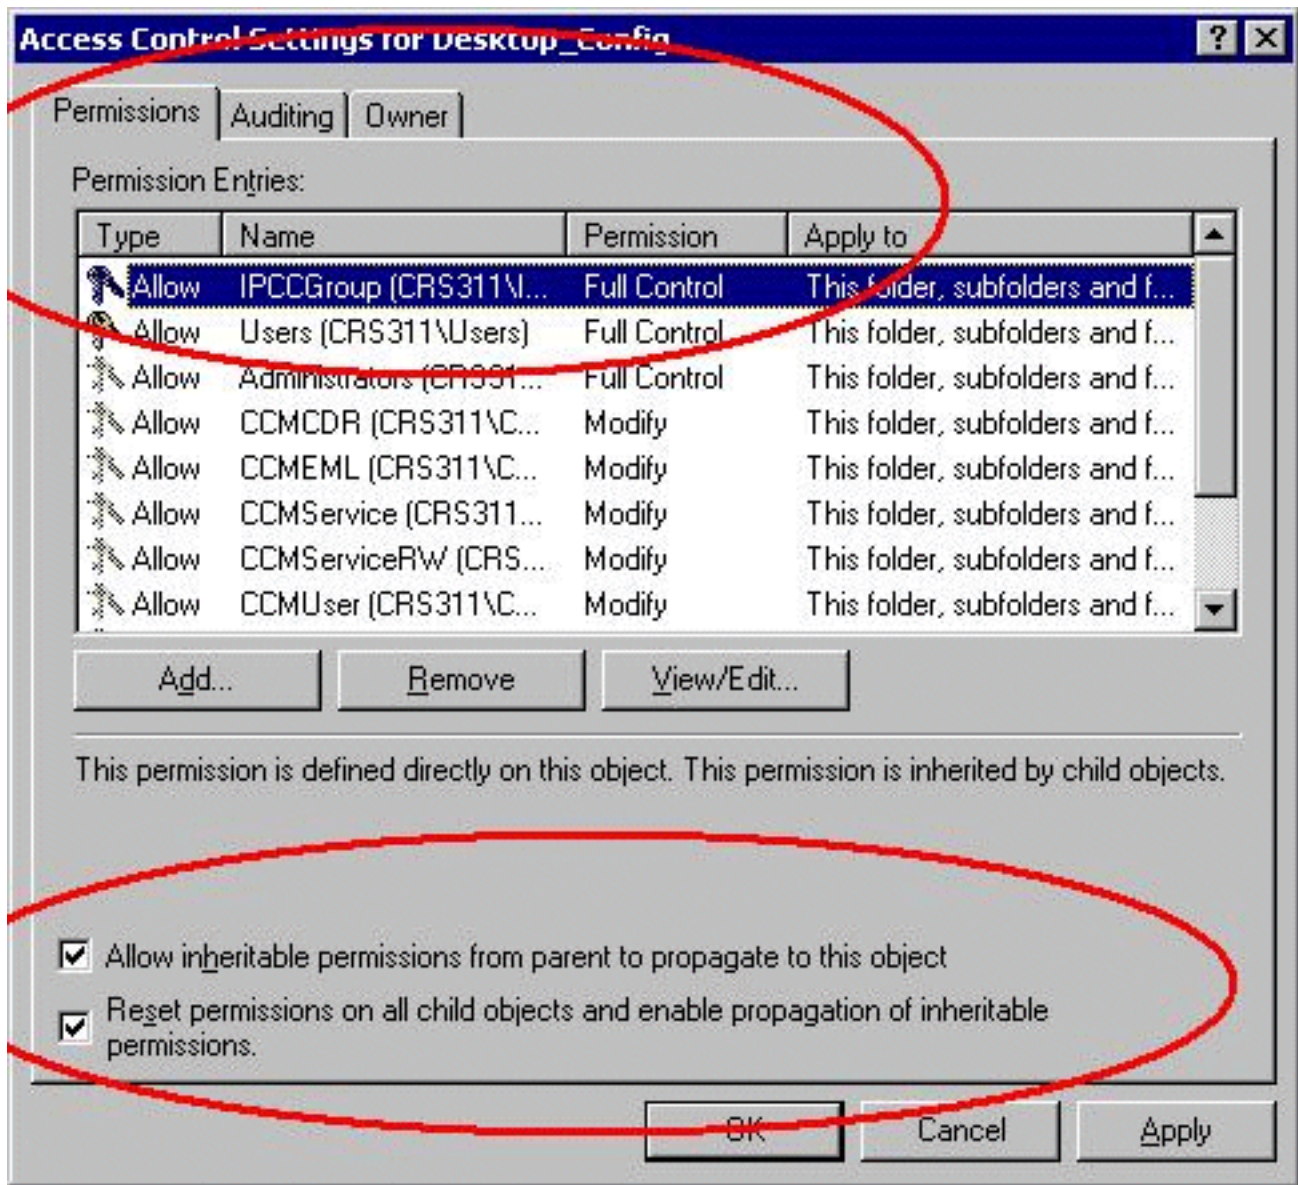 Access Control Settings for Desktop_Config
Permissions Auditing Owner
Permission Entries:
Type Name Permission Apply to
Allow IPCCGroup (CRS311\I... Full Control This folder, subfolders and f...
Allow Users (CRS311\Users) Full Control This folder, subfolders and f...
Allow Administrators (CRS31... Full Control This folder, subfolders and f...
Allow CCMCDR (CRS311\C... Modify This folder, subfolders and f...
Allow CCMEML (CRS311\C... Modify This folder, subfolders and f...
Allow CCMService (CRS311... Modify This folder, subfolders and f...
Allow CCMServiceRW (CRS... Modify This folder, subfolders and f...
Allow CCMUser (CRS311\C... Modify This folder, subfolders and f...
Add... Remove View/Edit...
This permission is defined directly on this object. This permission is inherited by child objects.
Allow inheritable permissions from parent to propagate to this object
Reset permissions on all child objects and enable propagation of inheritable
permissions.
OK Cancel Apply